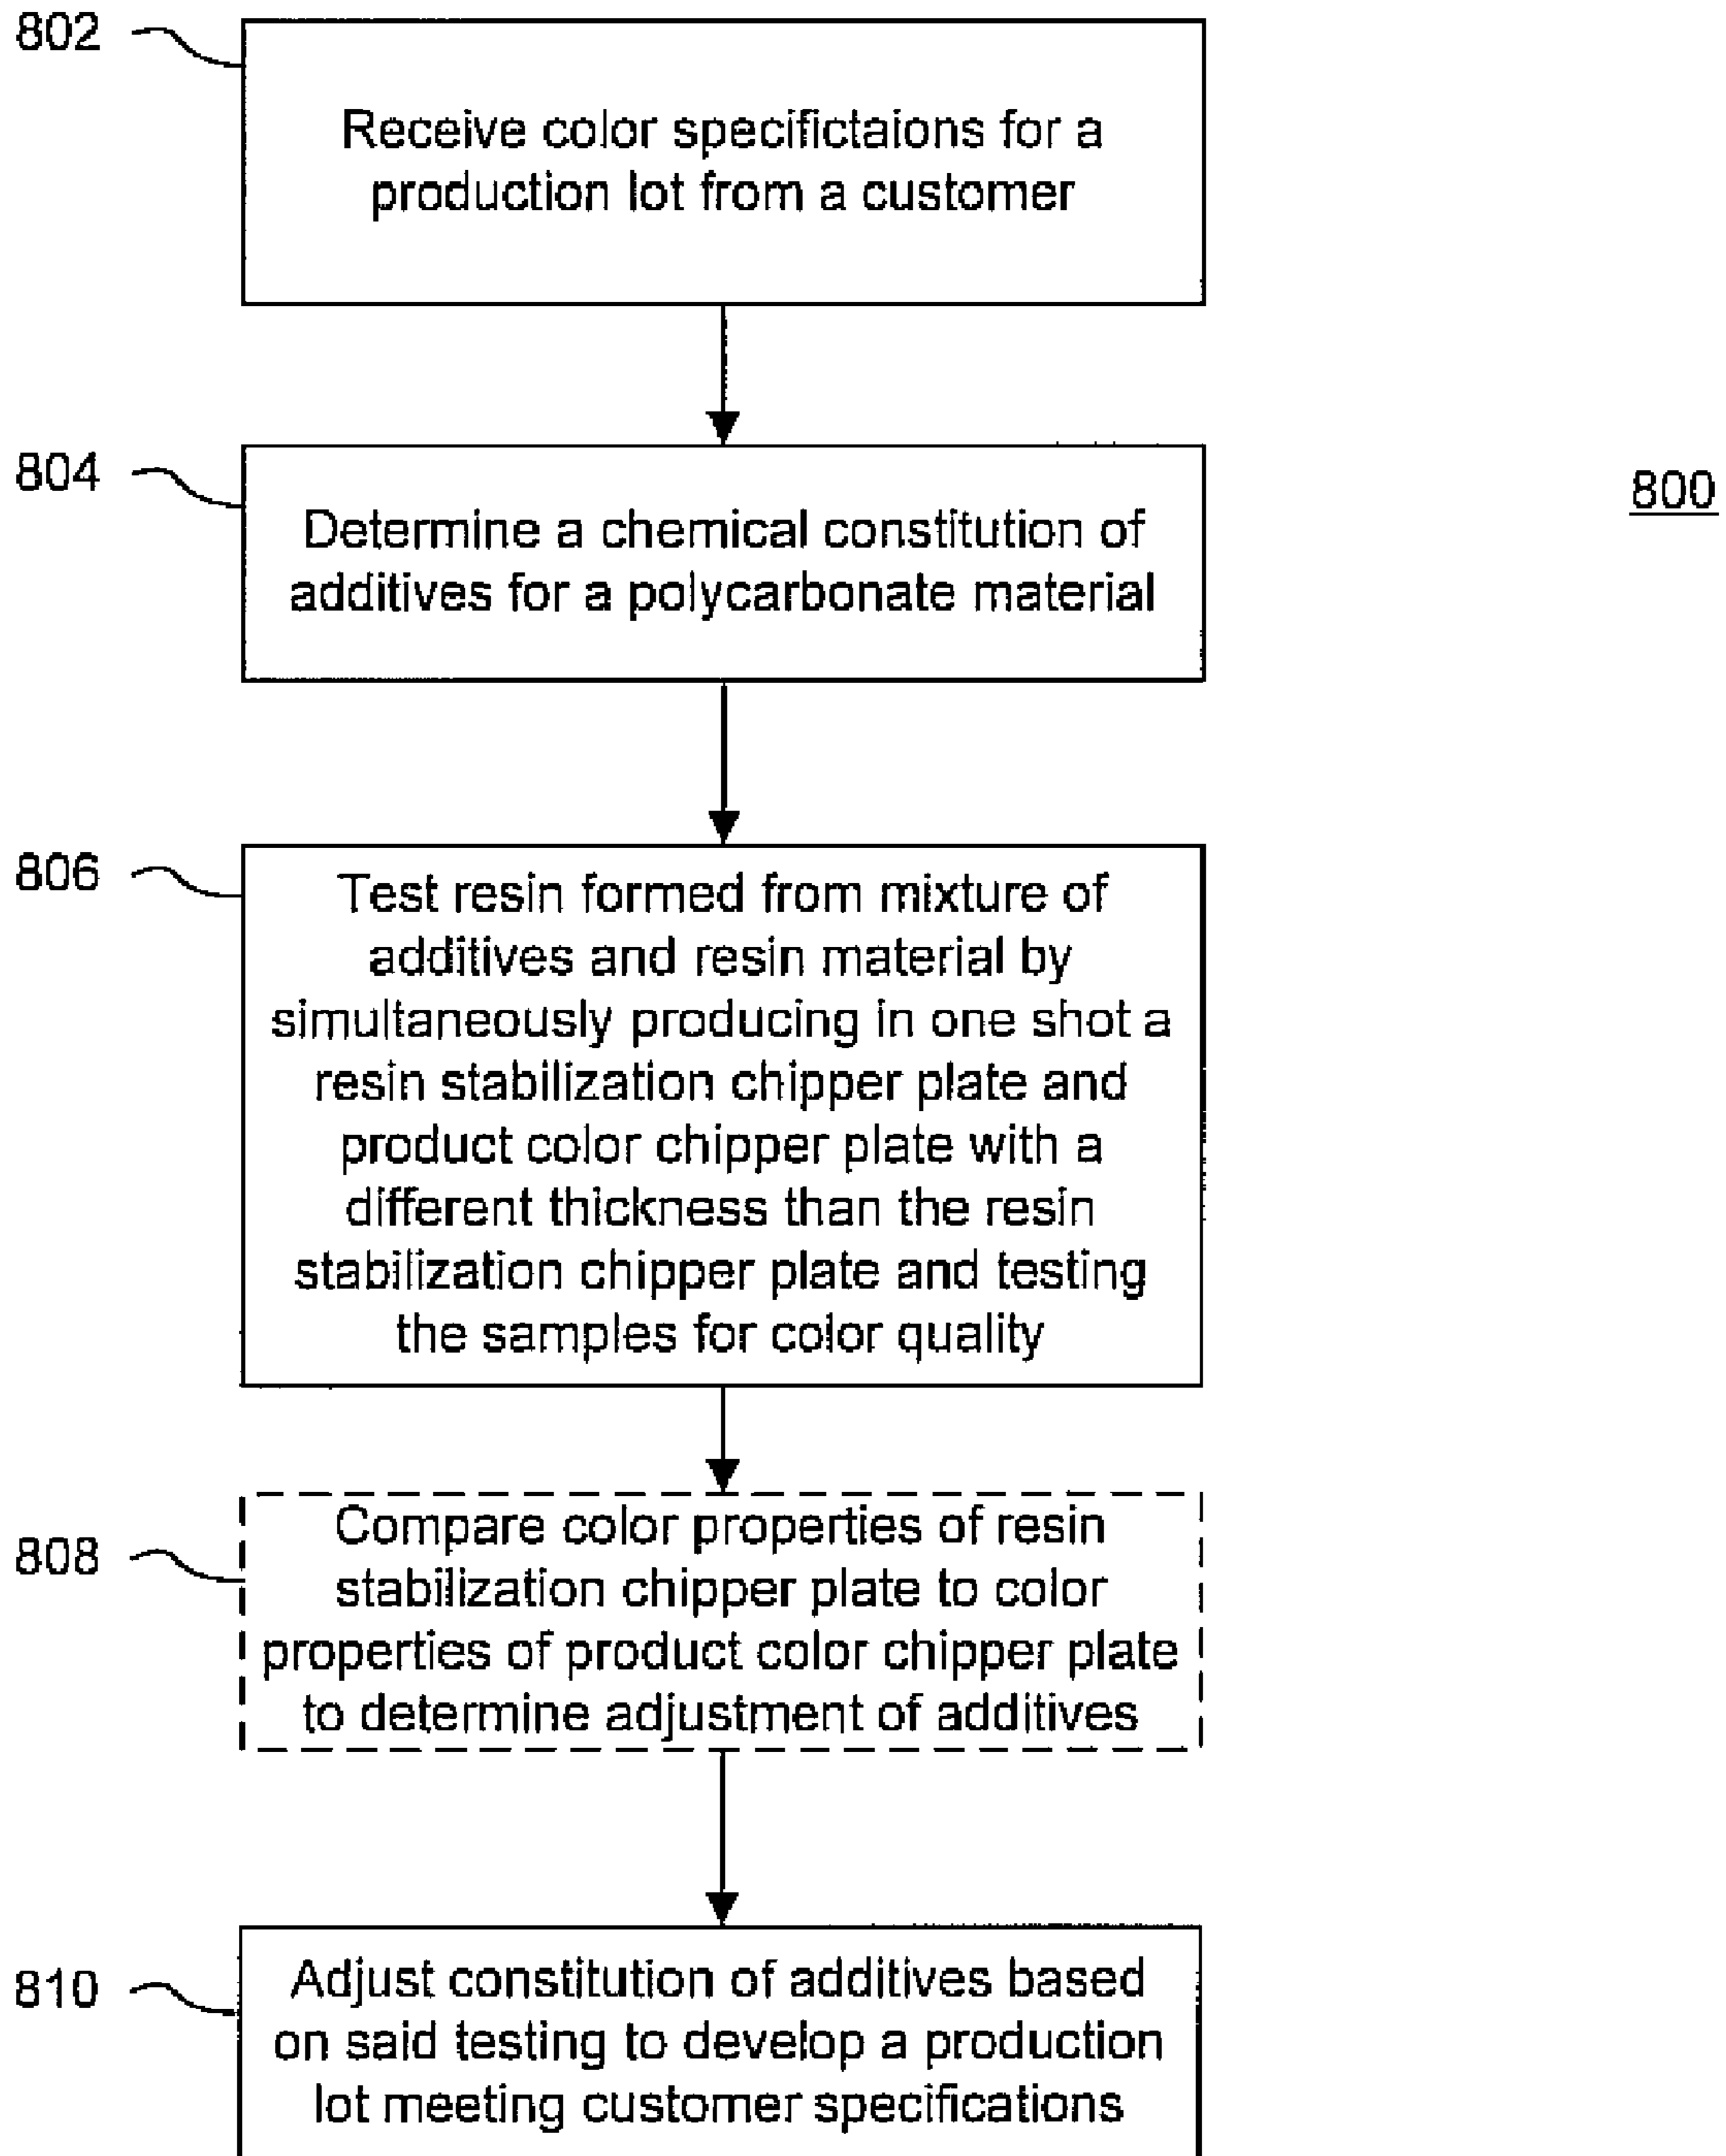 802
Receive color specifictaions for a
production lot from a customer
804
Determine a chemical constitution of
additives for a polycarbonate material
800
806
Test resin formed from mixture of
additives and resin material by
simultaneously producing in one shot a
resin stabilization chipper plate and
product color chipper plate with a
different thickness than the resin
stabilization chipper plate and testing
the samples for color quality
808
Compare color properties of resin
stabilization chipper plate to color
properties of product color chipper plate
to determine adjustment of additives
810
Adjust constitution of additives based
on said testing to develop a production
lot meeting customer specifications